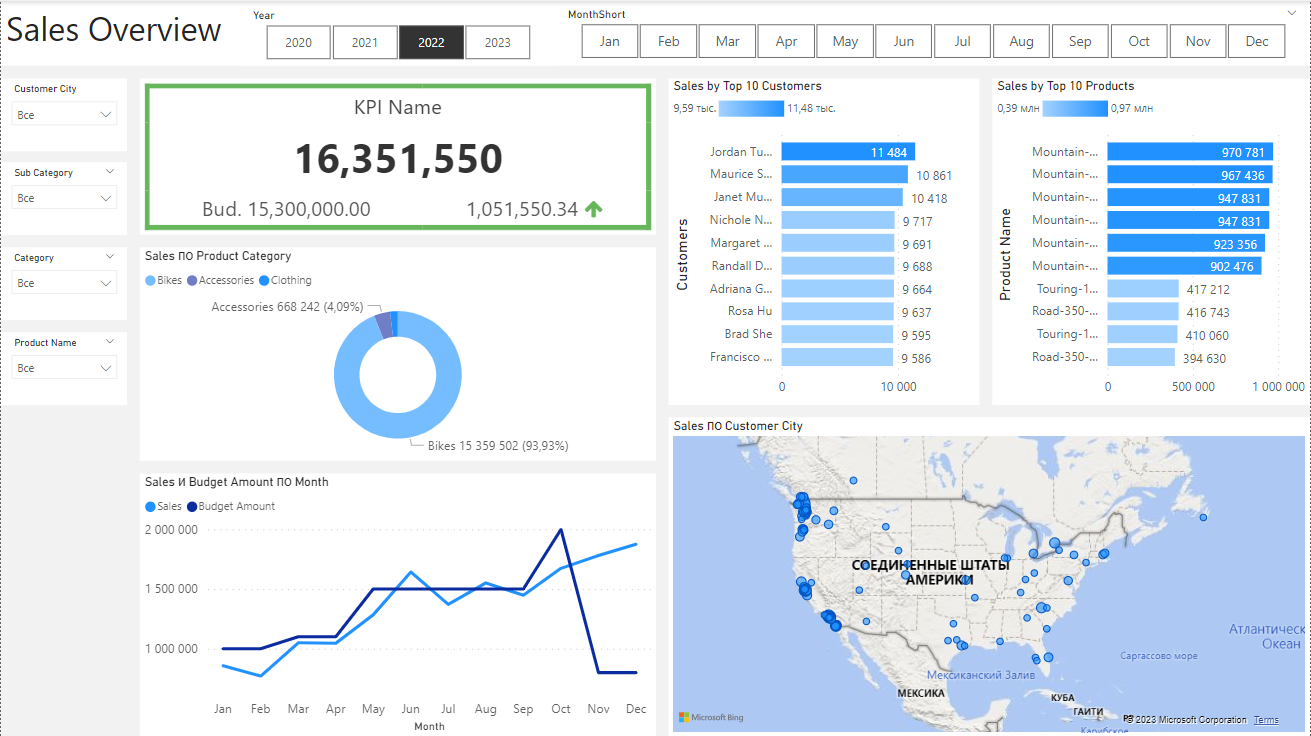 Sales Overview
Year
2020 2021 2022 2023
MonthShort
Jan Feb Mar Apr May Jun Jul Aug Sep Oct Nov Dec
Customer City
Все
Sub Category
Все
Category
Все
Product Name
Все
KPI Name
16,351,550
Bud. 15,300,000.00 1,051,550.34
Sales по Product Category
Bikes Accessories Clothing
Accessories 668 242 (4,09%)
Bikes 15 359 502 (93,93%)
Sales и Budget Amount по Month
Sales Budget Amount
2 000 000
1 500 000
1 000 000
Jan Feb Mar Apr May Jun Jul Aug Sep Oct Nov Dec
Month
Sales by Top 10 Customers
9,59 тыс. 11,48 тыс.
Customers
Jordan Tu... 11 484
Maurice S... 10 861
Janet Mu... 10 418
Nichole N... 9 717
Margaret ... 9 691
Randall D... 9 688
Adriana G... 9 664
Rosa Hu 9 637
Brad She 9 595
Francisco ... 9 586
0 10 000
Sales by Top 10 Products
0,39 млн 0,97 млн
Product Name
Mountain-... 970 781
Mountain-... 967 436
Mountain-... 947 831
Mountain-... 947 831
Mountain-... 923 356
Mountain-... 902 476
Touring-1... 417 212
Road-350-... 416 743
Touring-1... 410 060
Road-350-... 394 630
0 500 000 1 000 000
Sales по Customer City
СОЕДИНЕННЫЕ ШТАТЫ
АМЕРИКИ
Атлантическ
Океан
Саргассово море
Мексиканский Залив
МЕКСИКА
КУБА
ГАИТИ
Microsoft Bing
© 2023 Microsoft Corporation Terms
Карибское